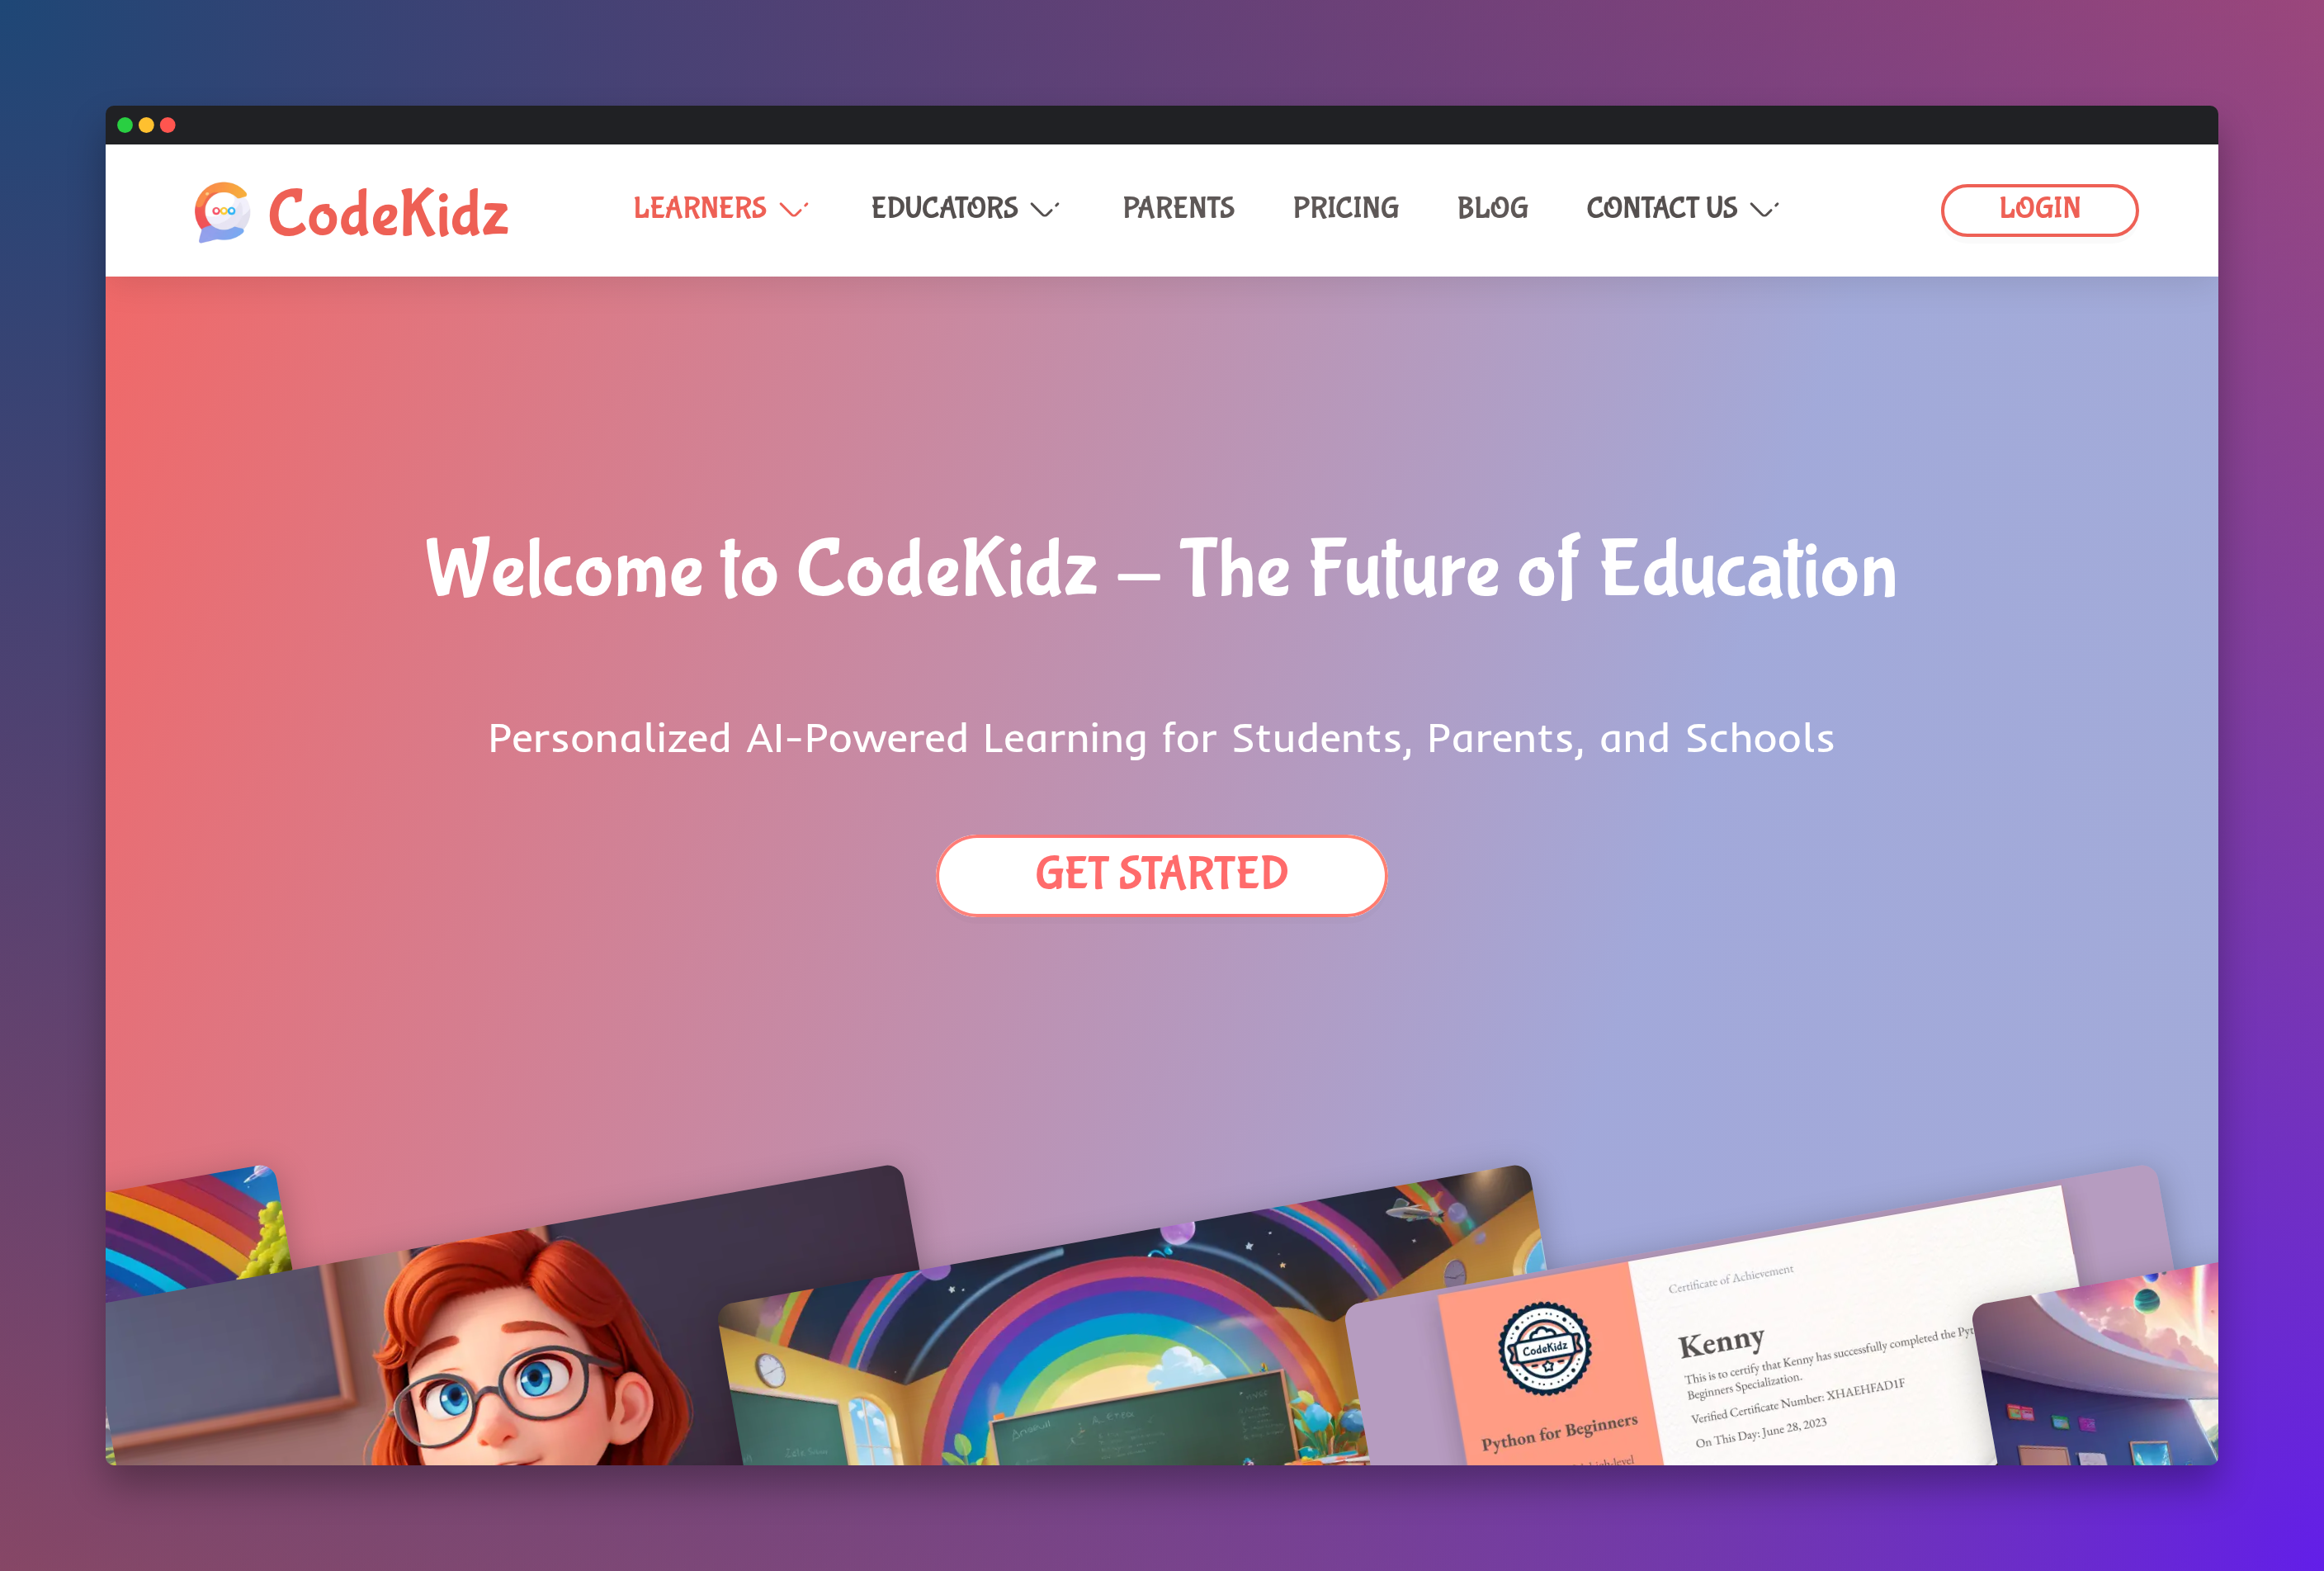 CodeKidz
LEARNERS
EDUCATORS
PARENTS
PRICING
BLOG
CONTACT US
LOGIN
Welcome to CodeKidz – The Future of Education
Personalized AI-Powered Learning for Students, Parents, and Schools
GET STARTED
Certificate of Achievement
Kenny
This is to certify that Kenny has successfully completed the
Beginners Specialization.
Verified Certificate Number: XHAEHFAD1F
On This Day: June 28, 2023
CodeKidz
Python for Beginners